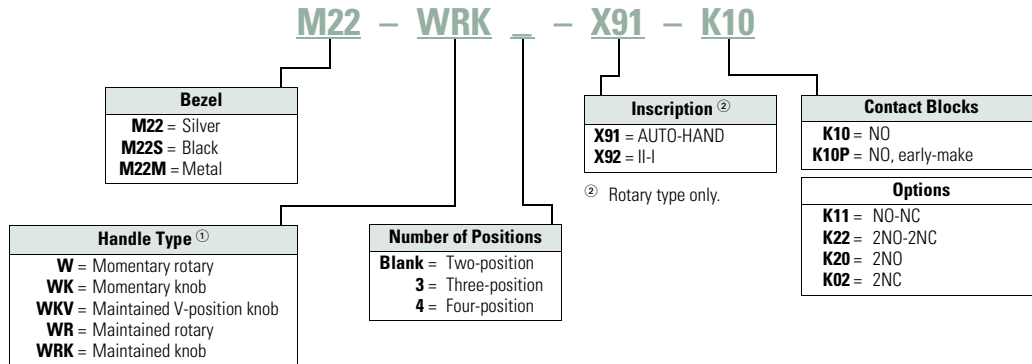 M22 – WRK _ – X91 – K10
Bezel
M22 = Silver
M22S = Black
M22M = Metal
Inscription ②
X91 = AUTO-HAND
X92 = II-I
② Rotary type only.
Contact Blocks
K10 = NO
K10P = NO, early-make
Options
K11 = NO-NC
K22 = 2NO-2NC
K20 = 2NO
K02 = 2NC
Handle Type ①
W = Momentary rotary
WK = Momentary knob
WKV = Maintained V-position knob
WR = Maintained rotary
WRK = Maintained knob
Number of Positions
Blank = Two-position
3 = Three-position
4 = Four-position